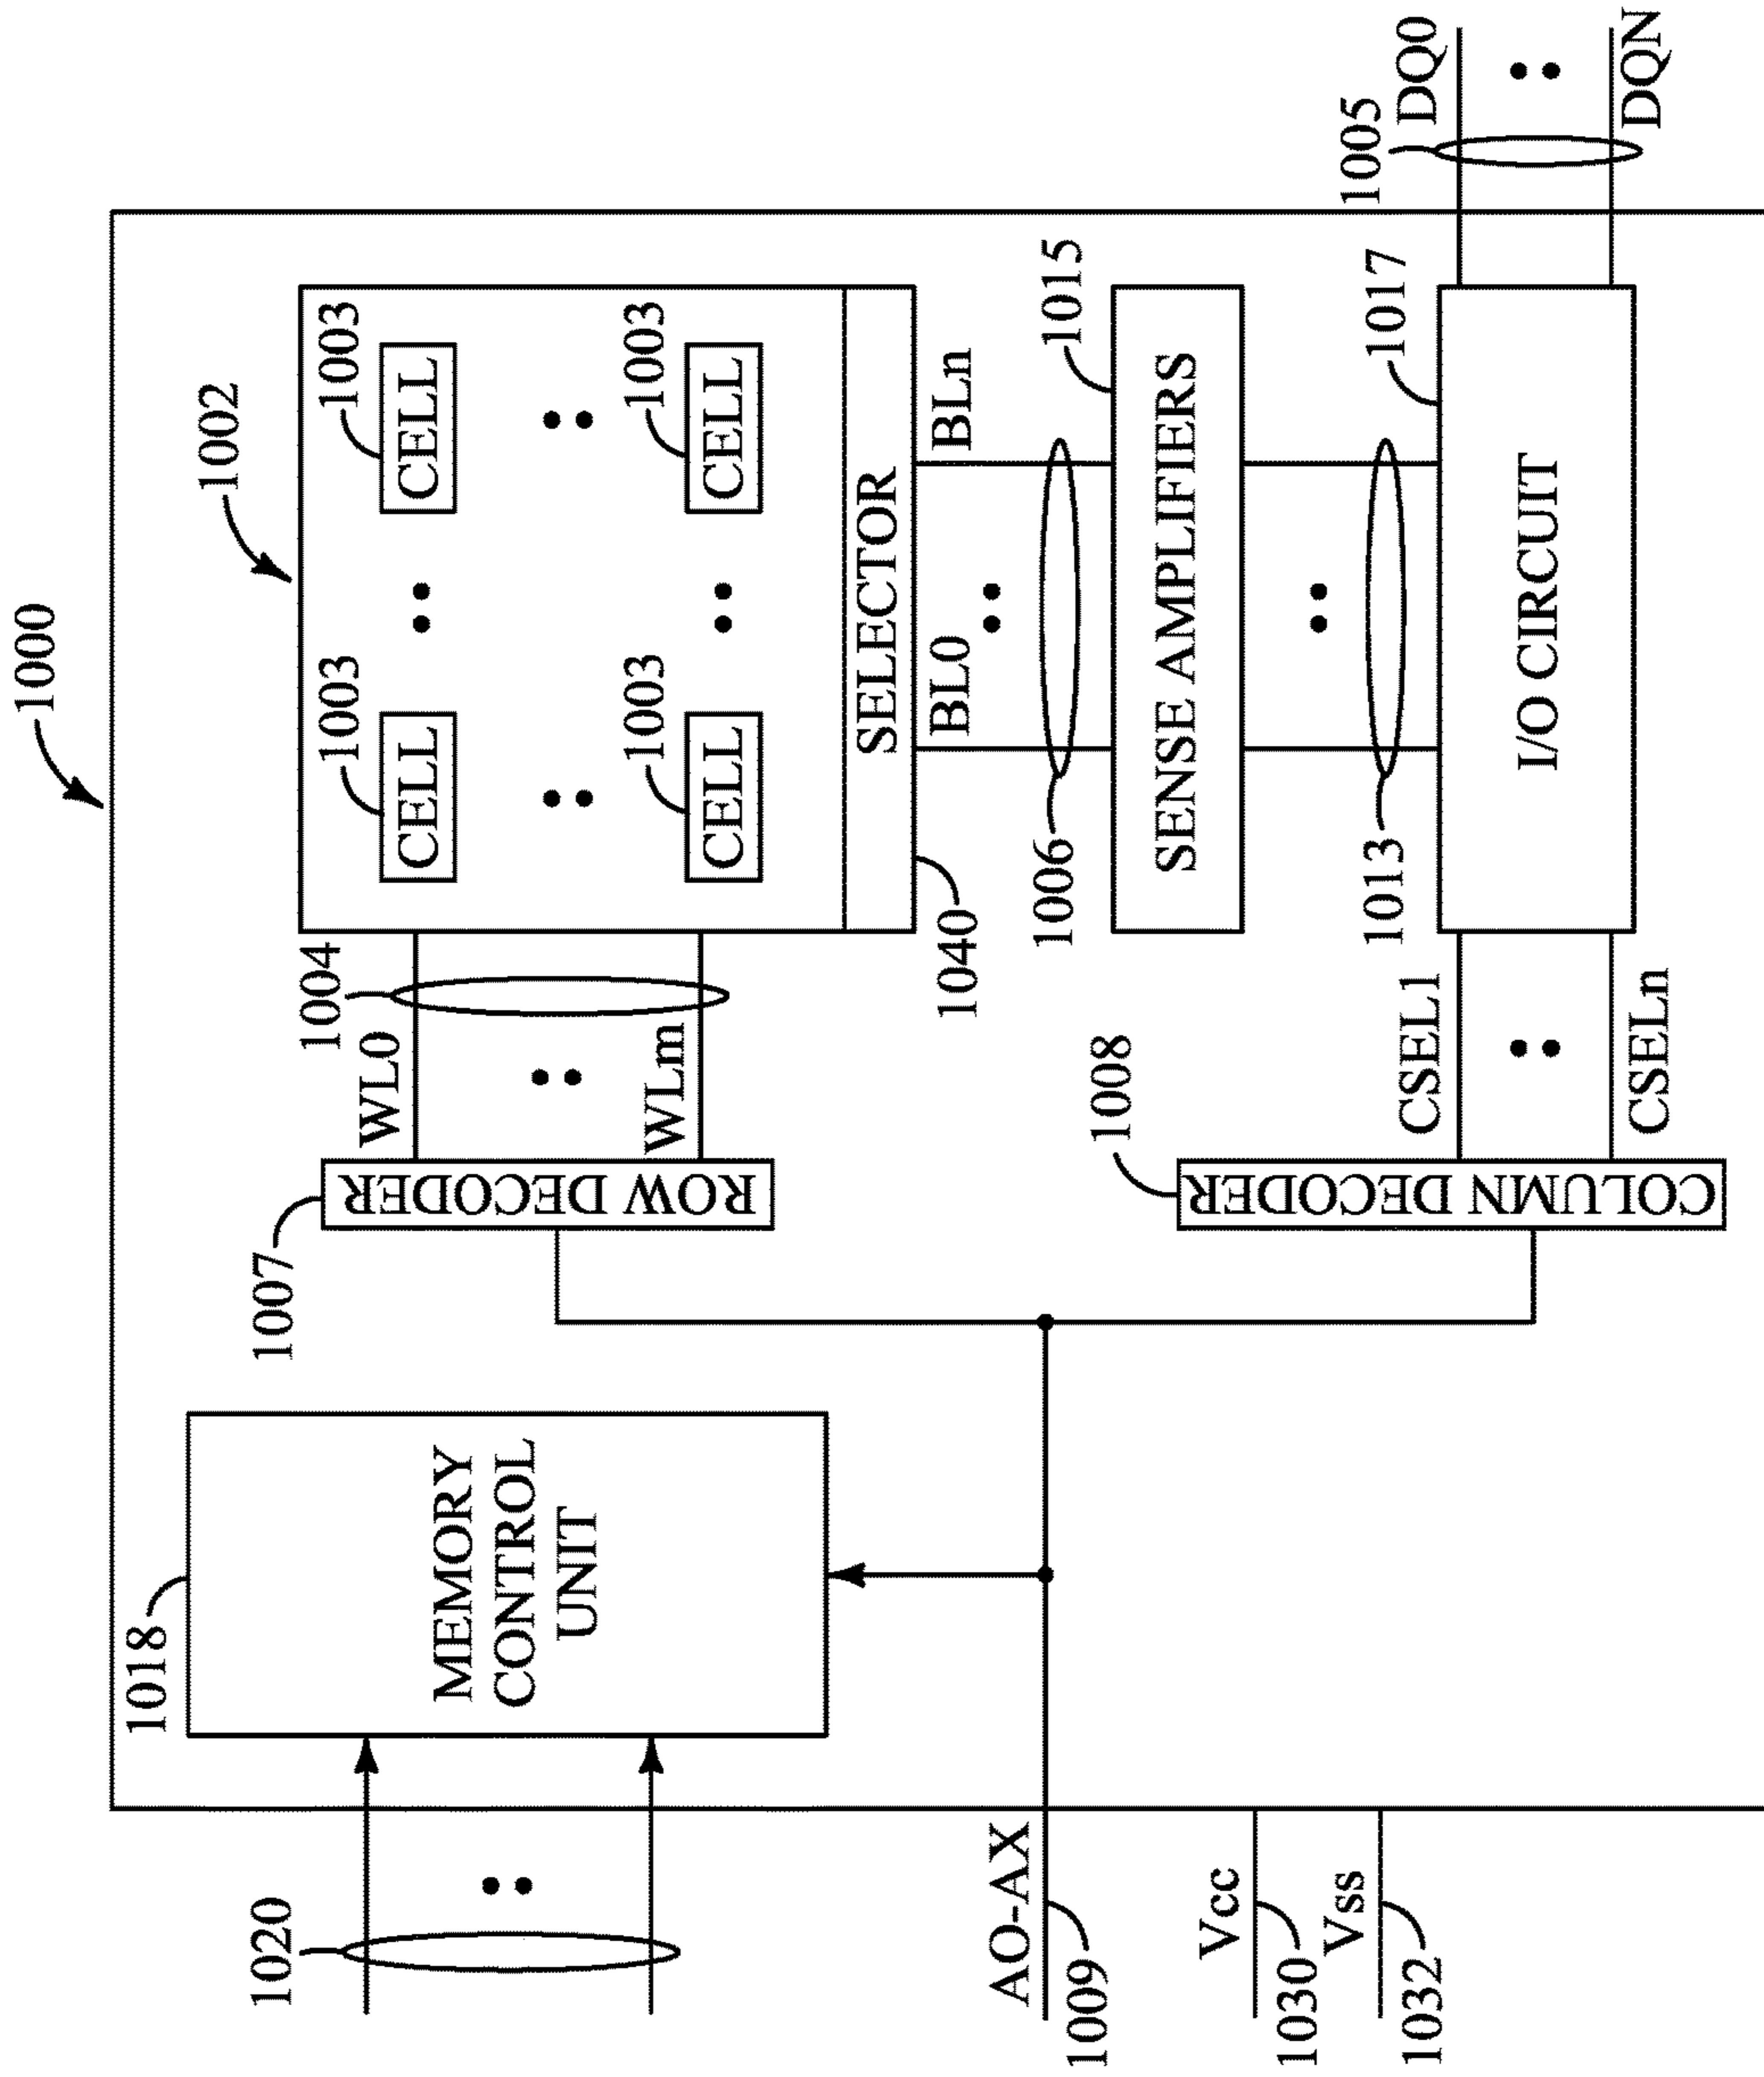 1000
1002
1003
CELL
1003
CELL
1003
CELL
1003
CELL
SELECTOR
1040
1004
WL0
WLm
1007
ROW DECODER
1018
MEMORY
CONTROL
UNIT
1020
BL0
BLn
1006
1015
SENSE AMPLIFIERS
1013
1017
I/O CIRCUIT
1008
COLUMN DECODER
CSEL1
CSELn
1005
DQ0
DQN
AO-AX
1009
Vcc
1030
Vss
1032